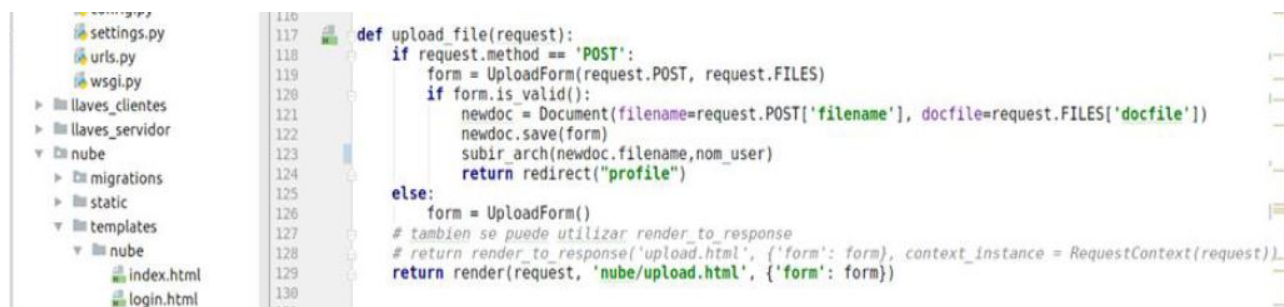 settings.py
urls.py
wsgi.py
llaves_clientes
llaves_servidor
nube
migrations
static
templates
nube
index.html
login.html
116
117 def upload_file(request):
118 if request.method == 'POST':
119 form = UploadForm(request.POST, request.FILES)
120 if form.is_valid():
121 newdoc = Document(filename=request.POST['filename'], docfile=request.FILES['docfile'])
122 newdoc.save(form)
123 subir_arch(newdoc.filename,nom_user)
124 return redirect("profile")
125 else:
126 form = UploadForm()
127 # tambien se puede utilizar render_to_response
128 # return render_to_response('upload.html', {'form': form}, context_instance = RequestContext(request))
129 return render(request, 'nube/upload.html', {'form': form})
130